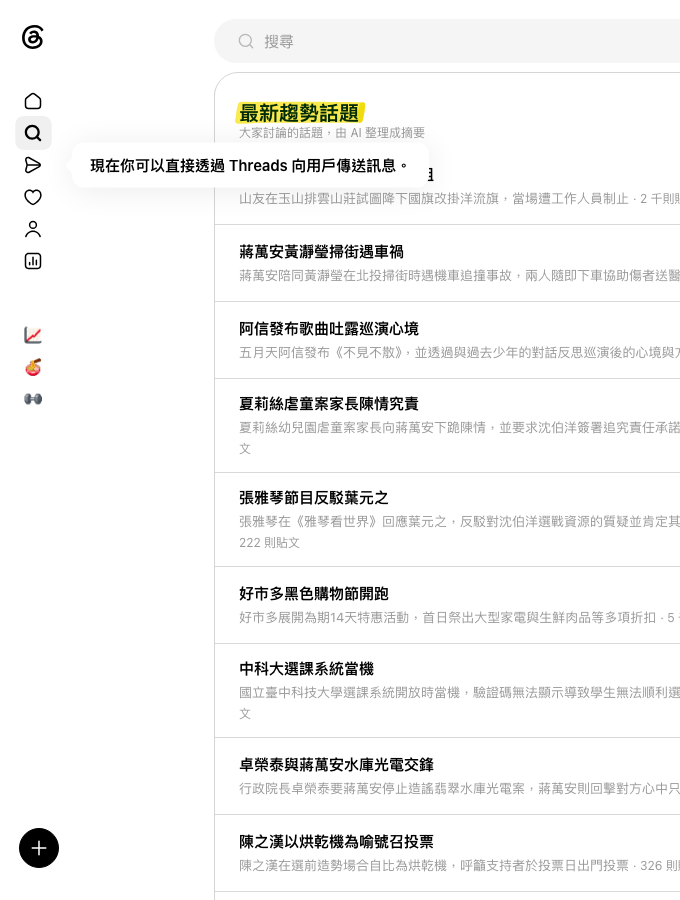 搜尋
最新趨勢話題
大家討論的話題，由 AI 整理成摘要
現在你可以直接透過 Threads 向用戶傳送訊息。
山友在玉山排雲山莊試圖降下國旗改掛洋流旗，當場遭工作人員制止 · 2 千則
蔣萬安黃瀞瑩掃街遇車禍
蔣萬安陪同黃瀞瑩在北投掃街時遇機車追撞事故，兩人隨即下車協助傷者送醫
阿信發布歌曲吐露巡演心境
五月天阿信發布《不見不散》，並透過與過去少年的對話反思巡演後的心境與
夏莉絲虐童案家長陳情究責
夏莉絲幼兒園虐童案家長向蔣萬安下跪陳情，並要求沈伯洋簽署追究責任承諾
文
張雅琴節目反駁葉元之
張雅琴在《雅琴看世界》回應葉元之，反駁對沈伯洋選戰資源的質疑並肯定其
222 則貼文
好市多黑色購物節開跑
好市多展開為期14天特惠活動，首日祭出大型家電與生鮮肉品等多項折扣 · 5
中科大選課系統當機
國立臺中科技大學選課系統開放時當機，驗證碼無法顯示導致學生無法順利選
文
卓榮泰與蔣萬安水庫光電交鋒
行政院長卓榮泰要蔣萬安停止造謠翡翠水庫光電案，蔣萬安則回擊對方心中只
陳之漢以烘乾機為喻號召投票
陳之漢在選前造勢場合自比為烘乾機，呼籲支持者於投票日出門投票 · 326 則